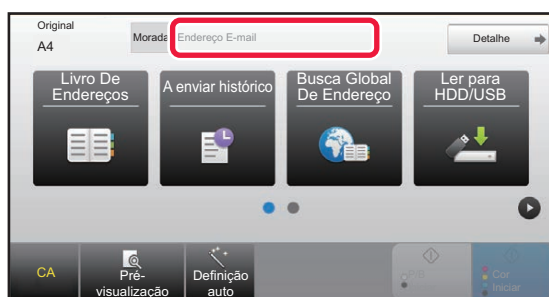 Original
A4
Morada
Endereço E-mail
Detalhe
Livro De
Endereços
A enviar histórico
Busca Global
De Endereço
Ler para
HDD/USB
CA
Pré-
visualização
Definição
auto
P/B
Iniciar
Cor
Iniciar